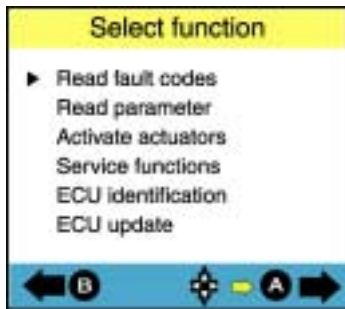 Select function
Read fault codes
Read parameter
Activate actuators
Service functions
ECU identification
ECU update
B A